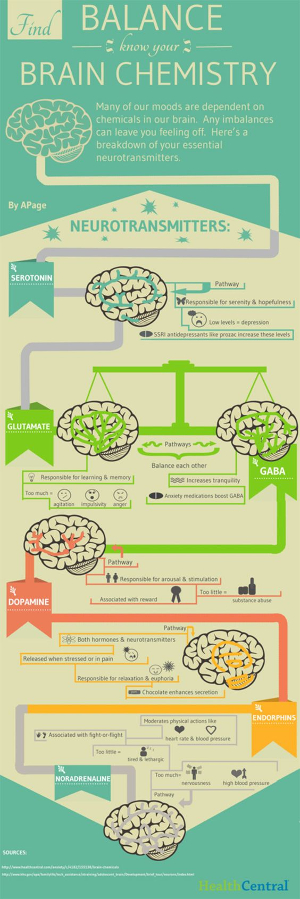 Find
BALANCE
know your
BRAIN CHEMISTRY
Many of our moods are dependent on
chemicals in our brain. Any imbalances
can leave you feeling off. Here's a
breakdown of your essential
neurotransmitters.
By APage
NEUROTRANSMITTERS:
SEROTONIN
Pathway
Responsible for serenity & hopefulness
Low levels = depression
SSRI antidepressants like prozac increase these levels
GLUTAMATE
Pathways
Balance each other
GABA
Responsible for learning & memory
Too much =
agitation impulsivity anger
Increases tranquility
Anxiety medications boost GABA
Pathway
Responsible for arousal & stimulation
DOPAMINE
Associated with reward
Too little =
substance abuse
Pathway
Both hormones & neurotransmitters
Released when stressed or in pain
Responsible for relaxation & euphoria
Chocolate enhances secretion
ENDORPHINS
Moderates physical actions like
heart rate & blood pressure
Associated with fight-or-flight
Too little =
tired & lethargic
NORADRENALINE
Too much=
nervousness
high blood pressure
Pathway
SOURCES:
HealthCentral